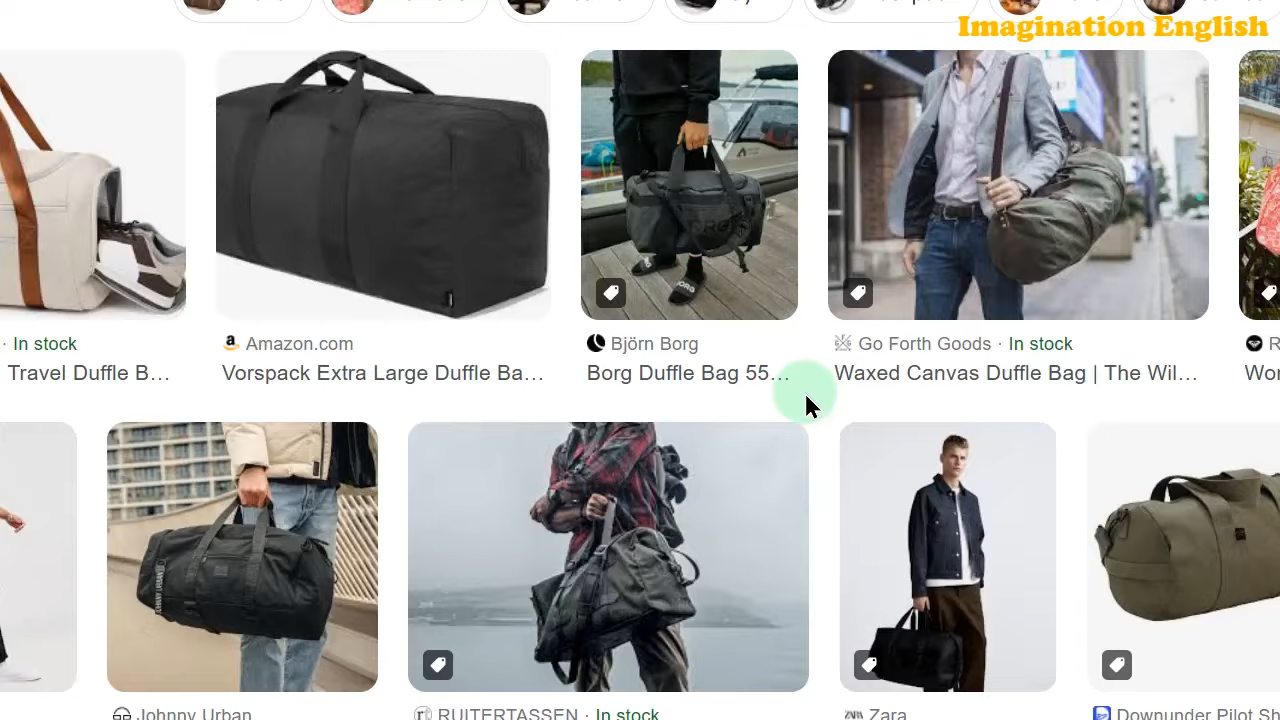 Imagination English
· In stock
Travel Duffle B...
Amazon.com
Vorspack Extra Large Duffle Ba...
Björn Borg
Borg Duffle Bag 55...
Go Forth Goods · In stock
Waxed Canvas Duffle Bag | The Wil...
R
Wor
Johnny Urban
RUITERTASSEN · In stock
Zara
Downunder Pilot Sh